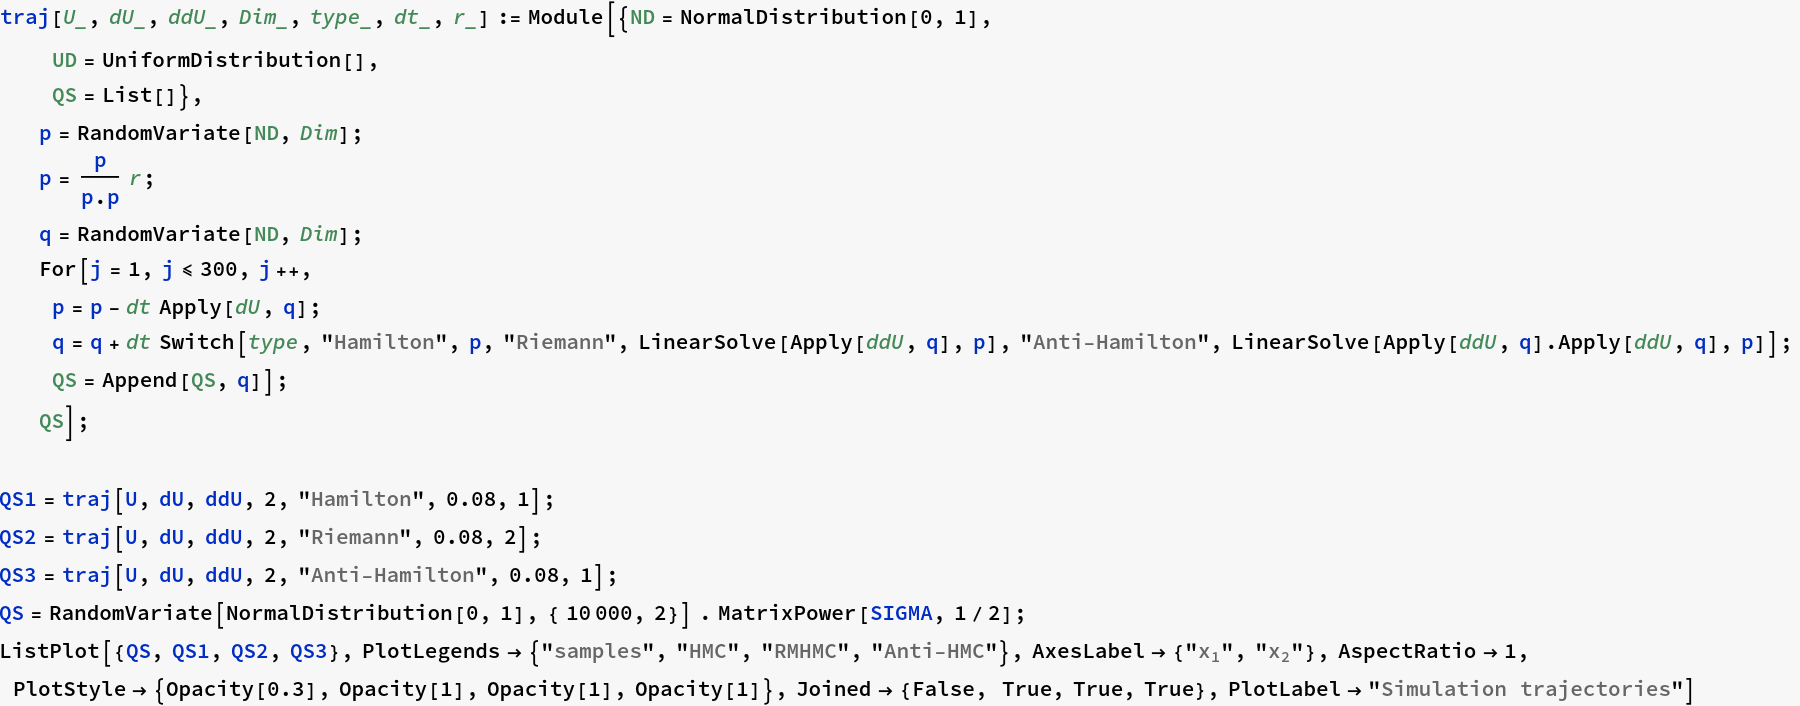 traj[U_, dU_, ddU_, Dim_, type_, dt_, r_] := Module[{ND = NormalDistribution[0, 1],
UD = UniformDistribution[],
QS = List[]},
p = RandomVariate[ND, Dim];
p = p/p.p r;
q = RandomVariate[ND, Dim];
For[j = 1, j ≤ 300, j++,
p = p - dt Apply[dU, q];
q = q + dt Switch[type, "Hamilton", p, "Riemann", LinearSolve[Apply[ddU, q], p], "Anti-Hamilton", LinearSolve[Apply[ddU, q].Apply[ddU, q], p]];
QS = Append[QS, q]];
QS];
QS1 = traj[U, dU, ddU, 2, "Hamilton", 0.08, 1];
QS2 = traj[U, dU, ddU, 2, "Riemann", 0.08, 2];
QS3 = traj[U, dU, ddU, 2, "Anti-Hamilton", 0.08, 1];
QS = RandomVariate[NormalDistribution[0, 1], {10 000, 2}] . MatrixPower[SIGMA, 1 / 2];
ListPlot[{QS, QS1, QS2, QS3}, PlotLegends → {"samples", "HMC", "RMHMC", "Anti-HMC"}, AxesLabel → {"x₁", "x₂"}, AspectRatio → 1,
PlotStyle → {Opacity[0.3], Opacity[1], Opacity[1], Opacity[1]}, Joined → {False, True, True, True}, PlotLabel → "Simulation trajectories"]